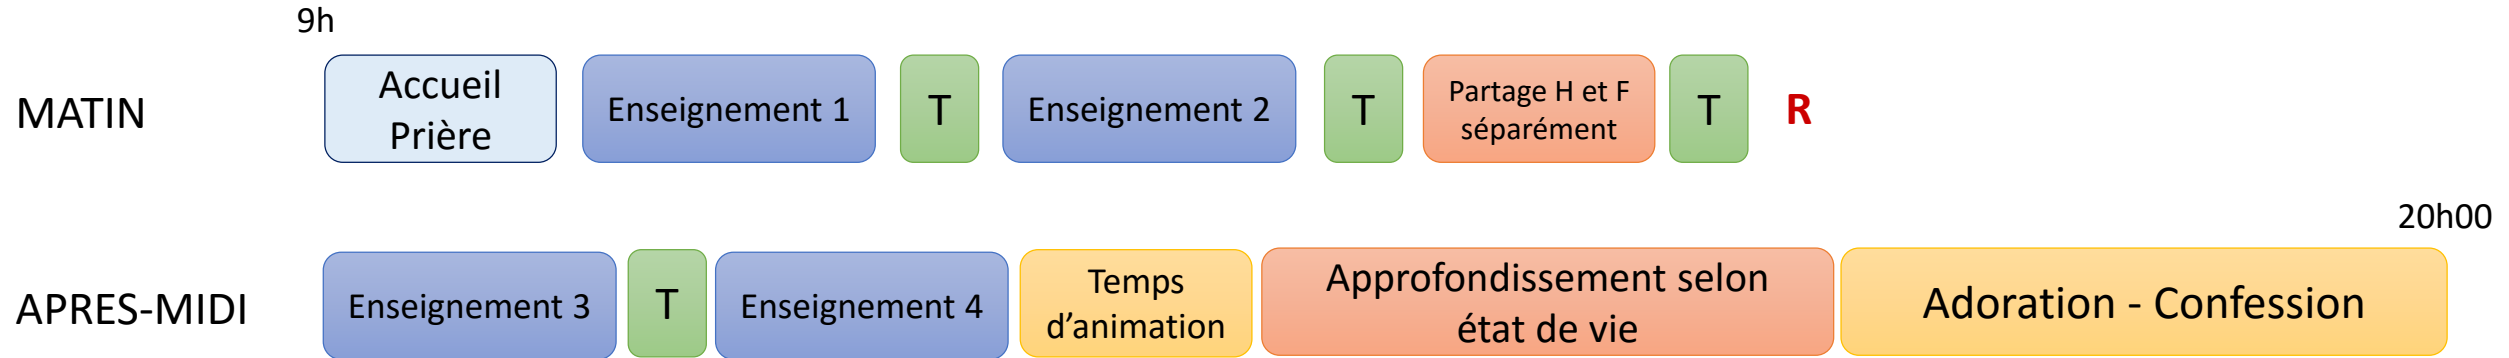 9h
MATIN
Accueil
Prière
Enseignement 1
T
Enseignement 2
T
Partage H et F
séparément
T
R
20h00
APRES-MIDI
Enseignement 3
T
Enseignement 4
Temps
d’animation
Approfondissement selon
état de vie
Adoration - Confession